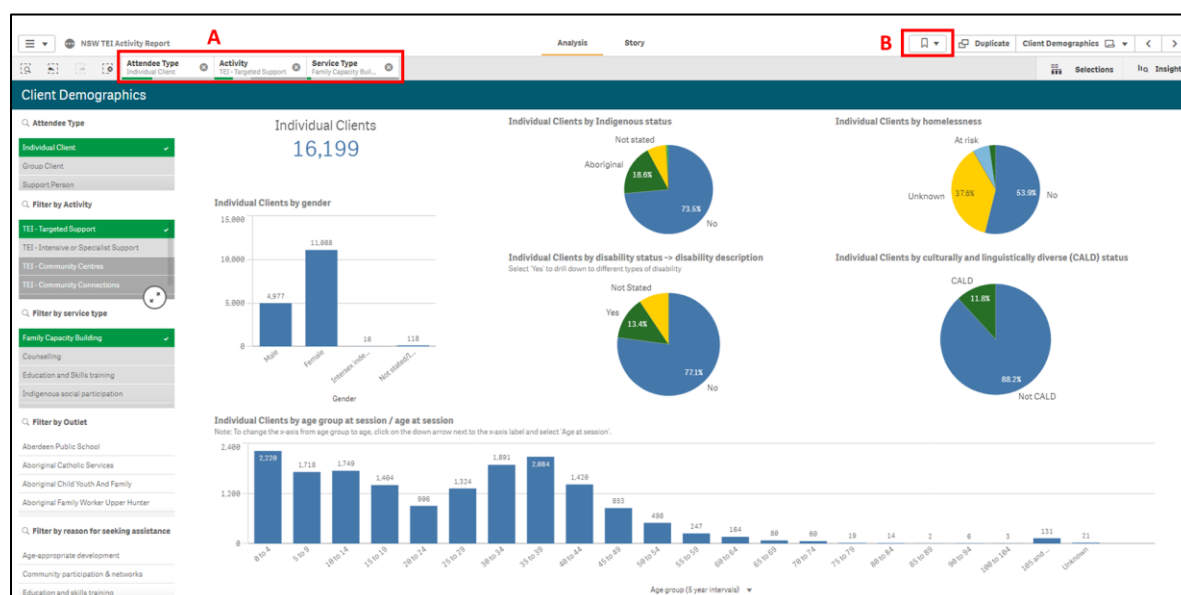 A
B
NSW TEI Activity Report
Analysis
Story
Duplicate
Client Demographics
Attendee Type
Individual Client
Activity
TEI - Targeted Support
Service Type
Family Capacity Buil...
Selections
Insight
Client Demographics
Attendee Type
Individual Client
Group Client
Support Person
Filter by Activity
TEI - Targeted Support
TEI - Intensive or Specialist Support
TEI - Community Centres
TEI - Community Connections
Filter by service type
Family Capacity Building
Counselling
Education and Skills training
Indigenous social participation
Filter by Outlet
Aberdeen Public School
Aboriginal Catholic Services
Aboriginal Child Youth And Family
Aboriginal Family Worker Upper Hunter
Filter by reason for seeking assistance
Age-appropriate development
Community participation & networks
Education and skills training
Individual Clients
16,199
Individual Clients by gender
15,000
10,000
5,000
0
4,977
11,088
16
118
Male
Female
Intersex inde...
Not stated/I...
Gender
Individual Clients by Indigenous status
Not stated
Aboriginal
18.6%
73.5%
No
Individual Clients by homelessness
At risk
Unknown
37.6%
53.9%
No
Individual Clients by disability status -> disability description
Select 'Yes' to drill down to different types of disability
Not Stated
Yes
13.4%
77.1%
No
Individual Clients by culturally and linguistically diverse (CALD) status
CALD
11.8%
88.2%
Not CALD
Individual Clients by age group at session / age at session
Note: To change the x-axis from age group to age, click on the down arrow next to the x-axis label and select 'Age at session'.
2,400
1,200
0
2,220
1,718
1,749
1,404
906
1,324
1,891
2,084
1,420
853
498
247
164
80
60
19
14
2
6
3
131
21
0 to 4
5 to 9
10 to 14
15 to 19
20 to 24
25 to 29
30 to 34
35 to 39
40 to 44
45 to 49
50 to 54
55 to 59
60 to 64
65 to 69
70 to 74
75 to 79
80 to 84
85 to 89
90 to 94
100 to 104
105 and ...
Unknown
Age group (5 year intervals)